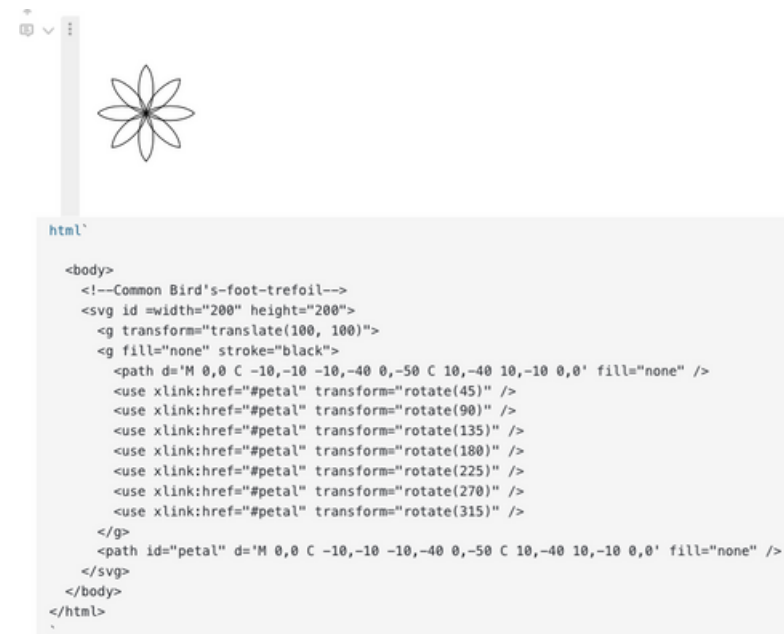 html`
<body>
<!--Common Bird's-foot-trefoil-->
<svg id =width="200" height="200">
<g transform="translate(100, 100)">
<g fill="none" stroke="black">
<path d='M 0,0 C -10,-10 -10,-40 0,-50 C 10,-40 10,-10 0,0' fill="none" />
<use xlink:href="#petal" transform="rotate(45)" />
<use xlink:href="#petal" transform="rotate(90)" />
<use xlink:href="#petal" transform="rotate(135)" />
<use xlink:href="#petal" transform="rotate(180)" />
<use xlink:href="#petal" transform="rotate(225)" />
<use xlink:href="#petal" transform="rotate(270)" />
<use xlink:href="#petal" transform="rotate(315)" />
</g>
<path id="petal" d='M 0,0 C -10,-10 -10,-40 0,-50 C 10,-40 10,-10 0,0' fill="none" />
</svg>
</body>
</html>
`